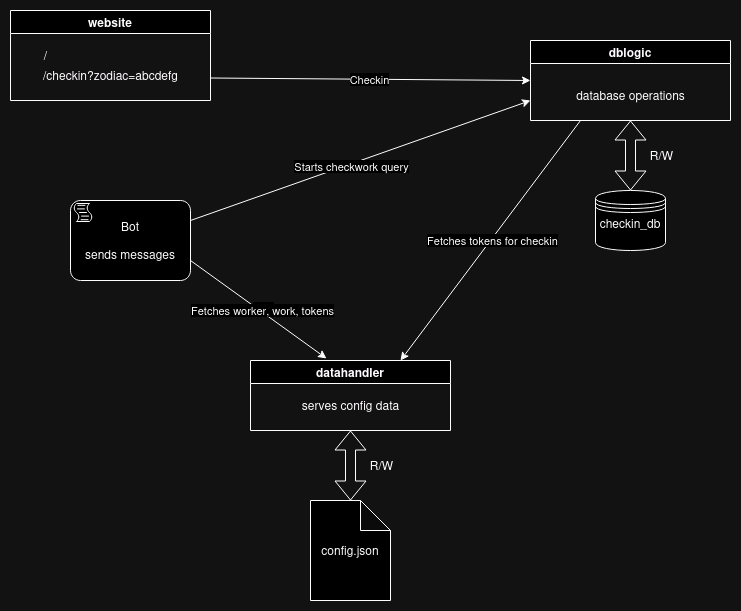 website
/
/checkin?zodiac=abcdefg
Checkin
dblogic
database operations
R/W
checkin_db
Starts checkwork query
Bot
sends messages
Fetches tokens for checkin
Fetches worker, work, tokens
datahandler
serves config data
R/W
config.json